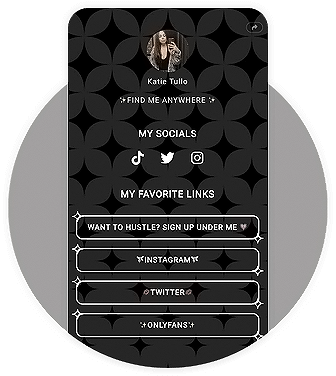 Katie Tullo
✨FIND ME ANYWHERE ✨
MY SOCIALS
MY FAVORITE LINKS
WANT TO HUSTLE? SIGN UP UNDER ME 🤎
🕊INSTAGRAM🕊
💋TWITTER💋
✨ONLYFANS✨